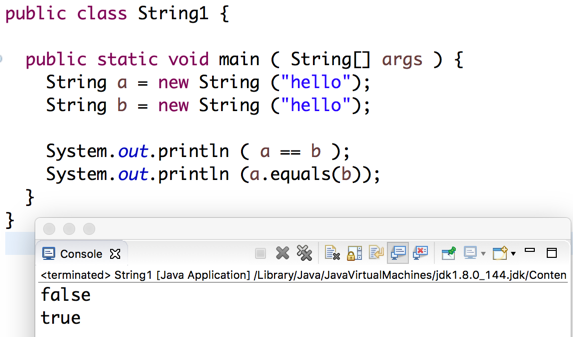 public class String1 {
public static void main ( String[] args ) {
String a = new String ("hello");
String b = new String ("hello");
System.out.println ( a == b );
System.out.println (a.equals(b));
}
}
Console
<terminated> String1 [Java Application] /Library/Java/JavaVirtualMachines/jdk1.8.0_144.jdk/Conten
false
true